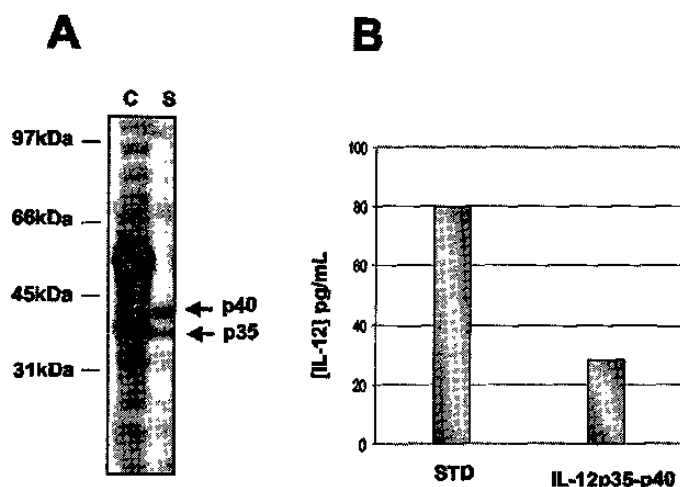 A
B
C S
97kDa
66kDa
45kDa
31kDa
p40
p35
[IL-12} pg/mL
100
80
60
40
20
0
STD
IL-12p35-p40